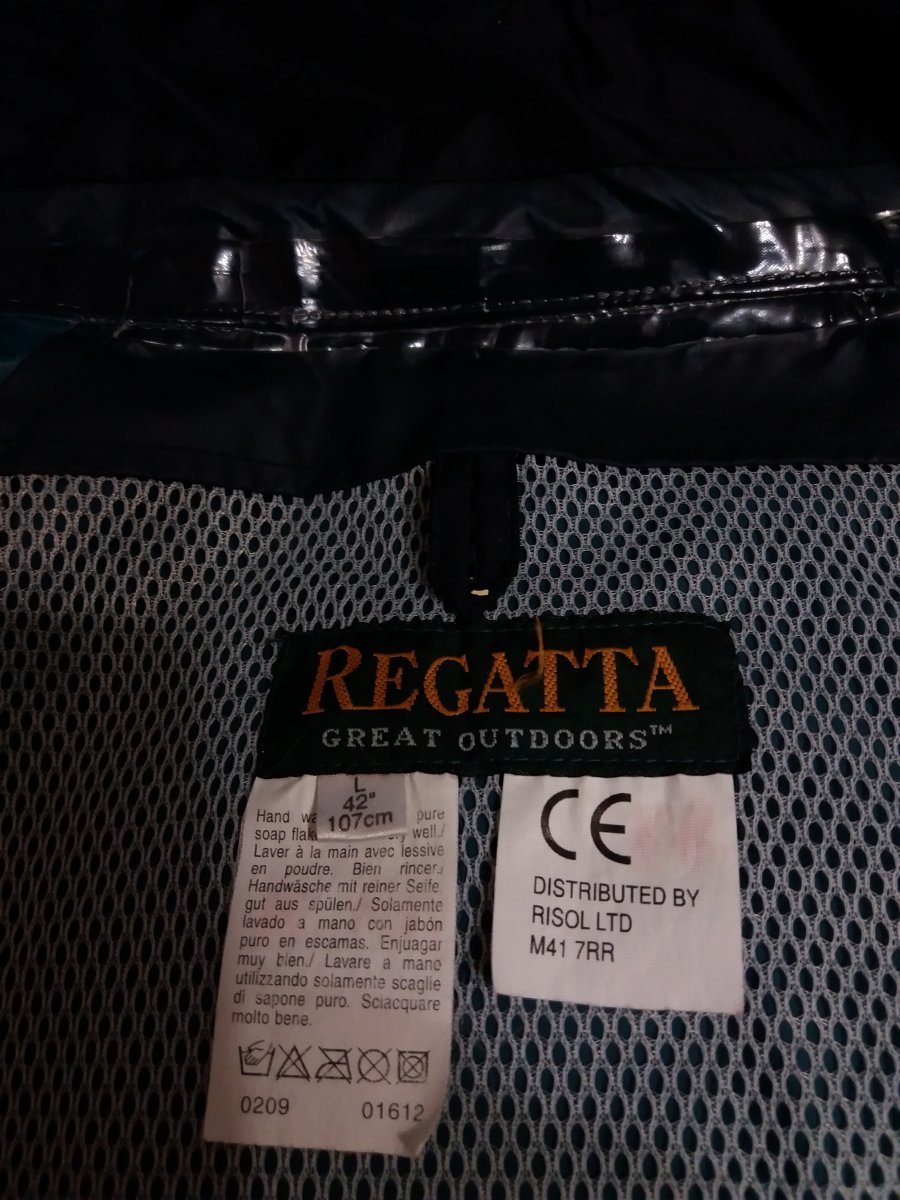 REGATTA
GREAT OUTDOORS™
L
42"
107cm
Hand pure
soap well./
Laver à la main avec lessive
en poudre. Bien rincer./
Handwäsche mit reiner Seife
gut aus spülen./ Solamente
lavado a mano con jabón
puro en escamas. Enjuagar
muy bien./ Lavare a mano
utilizzando solamente scaglie
di sapone puro. Sciacquare
molto bene.
0209 01612
CE
DISTRIBUTED BY
RISOL LTD
M41 7RR